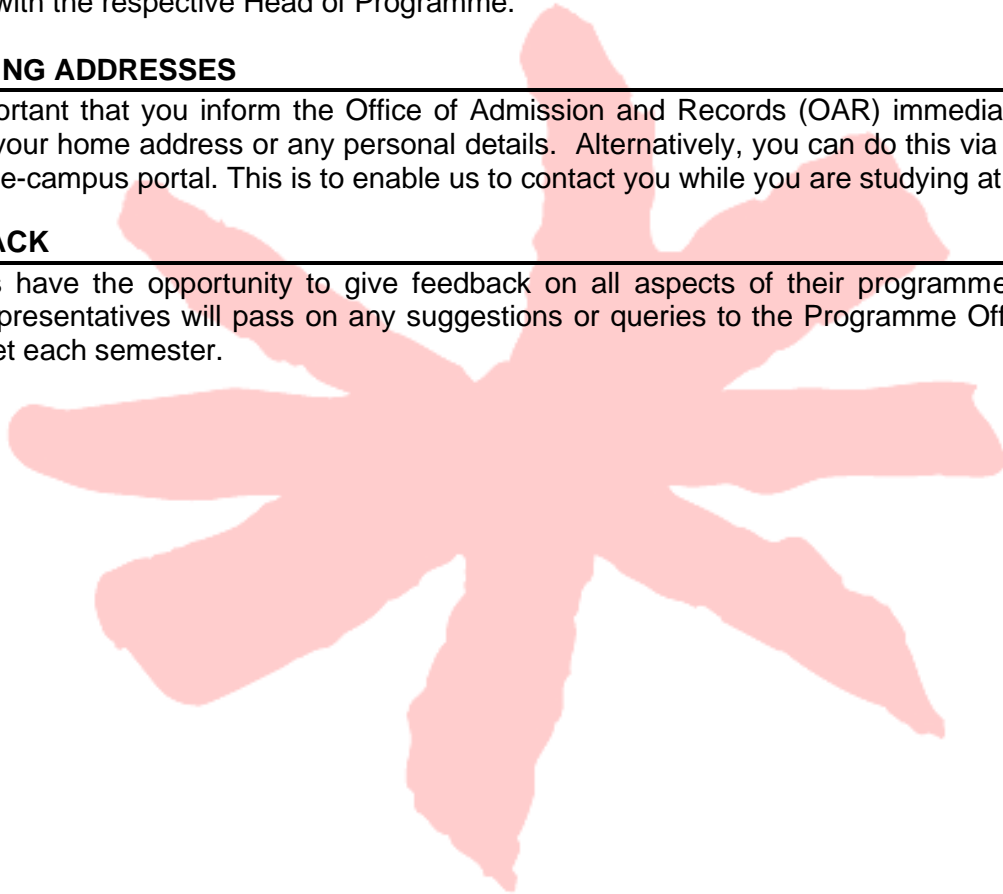 with the respective Head of Programme.
NG ADDRESSES
ortant that you inform the Office of Admission and Records (OAR) immedia
your home address or any personal details. Alternatively, you can do this via
e-campus portal. This is to enable us to contact you while you are studying at
ACK
s have the opportunity to give feedback on all aspects of their programme
presentatives will pass on any suggestions or queries to the Programme Off
et each semester.